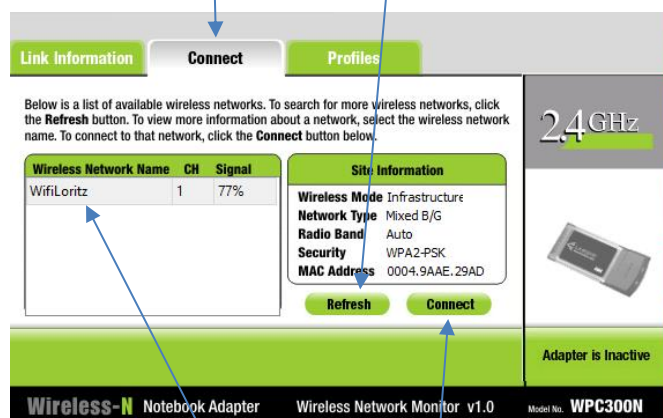 Link Information Connect Profiles
Below is a list of available wireless networks. To search for more wireless networks, click
the Refresh button. To view more information about a network, select the wireless network
name. To connect to that network, click the Connect button below.
2.4GHz
Wireless Network Name CH Signal
WifiLoritz 1 77%
Site Information
Wireless Mode Infrastructure
Network Type Mixed B/G
Radio Band Auto
Security WPA2-PSK
MAC Address 0004.9AAE.29AD
Refresh Connect
Adapter is Inactive
Wireless-N Notebook Adapter Wireless Network Monitor v1.0 Model No. WPC300N